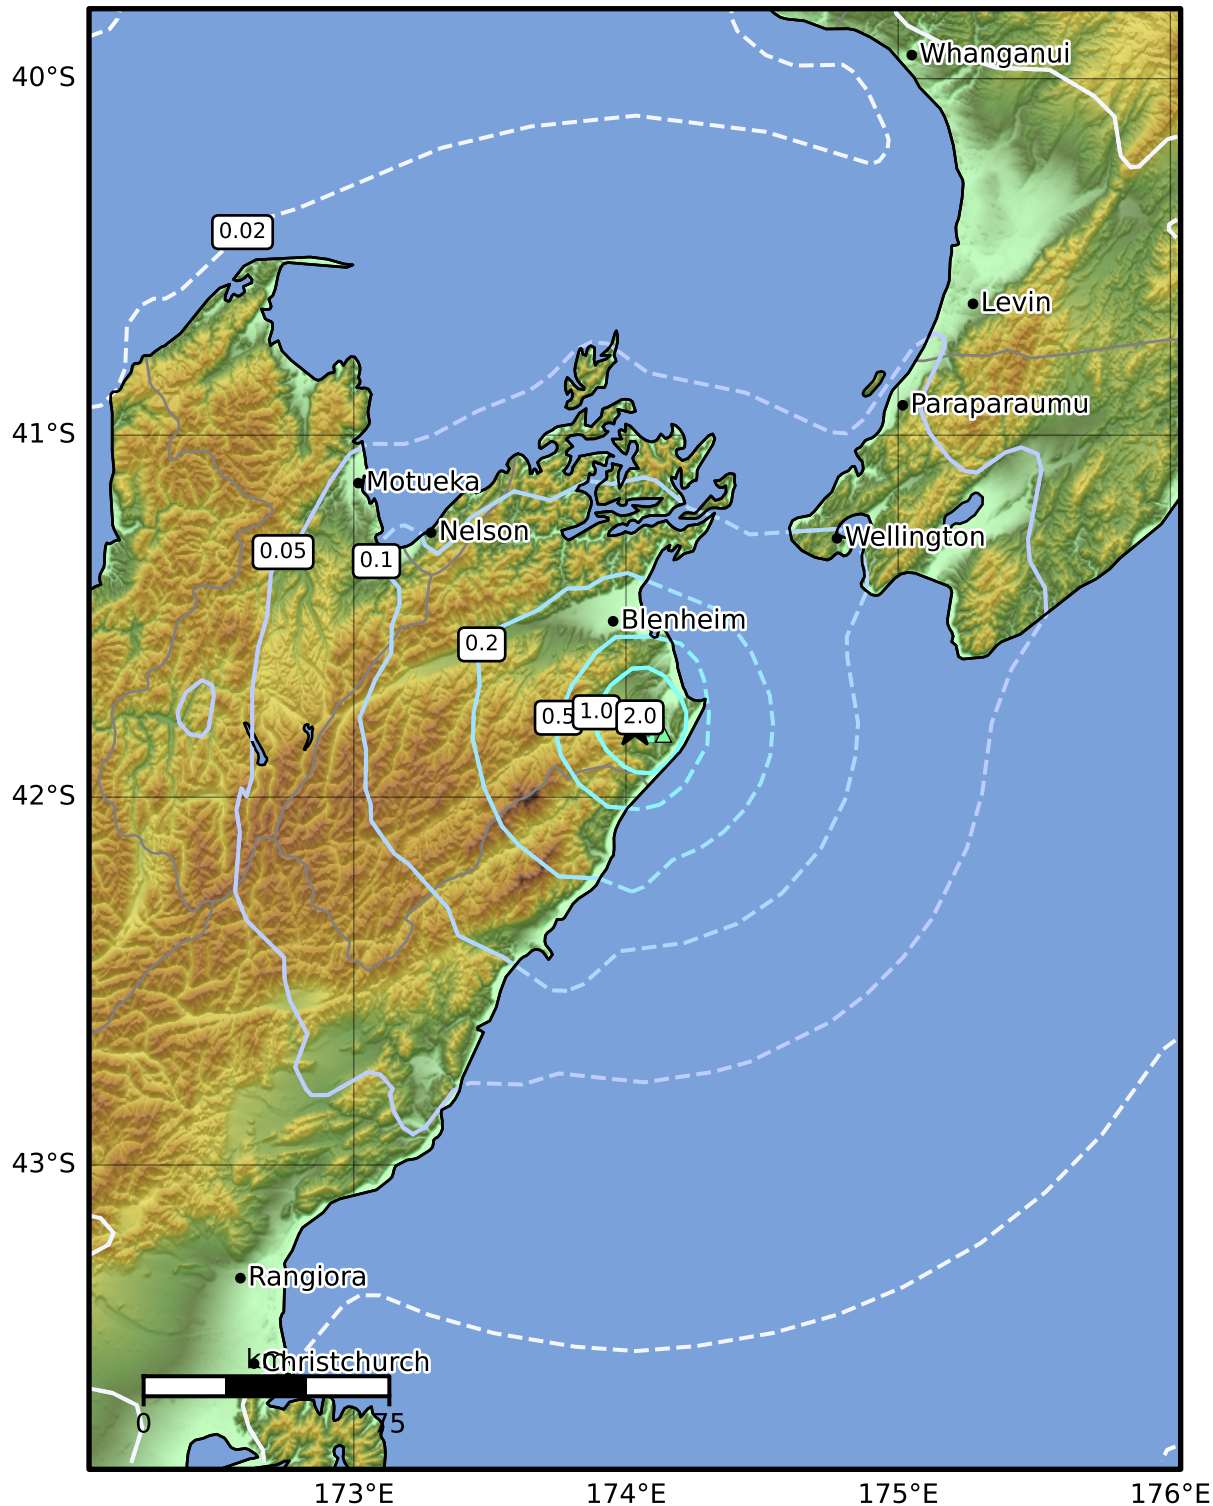 Whanganui
40°S
0.02
Levin
Paraparaumu
41°S
Motueka
Nelson
Wellington
0.05
0.1
Blenheim
0.2
0.5
1.0
2.0
42°S
43°S
Rangiora
km
Christchurch
0
75
173°E
174°E
175°E
176°E